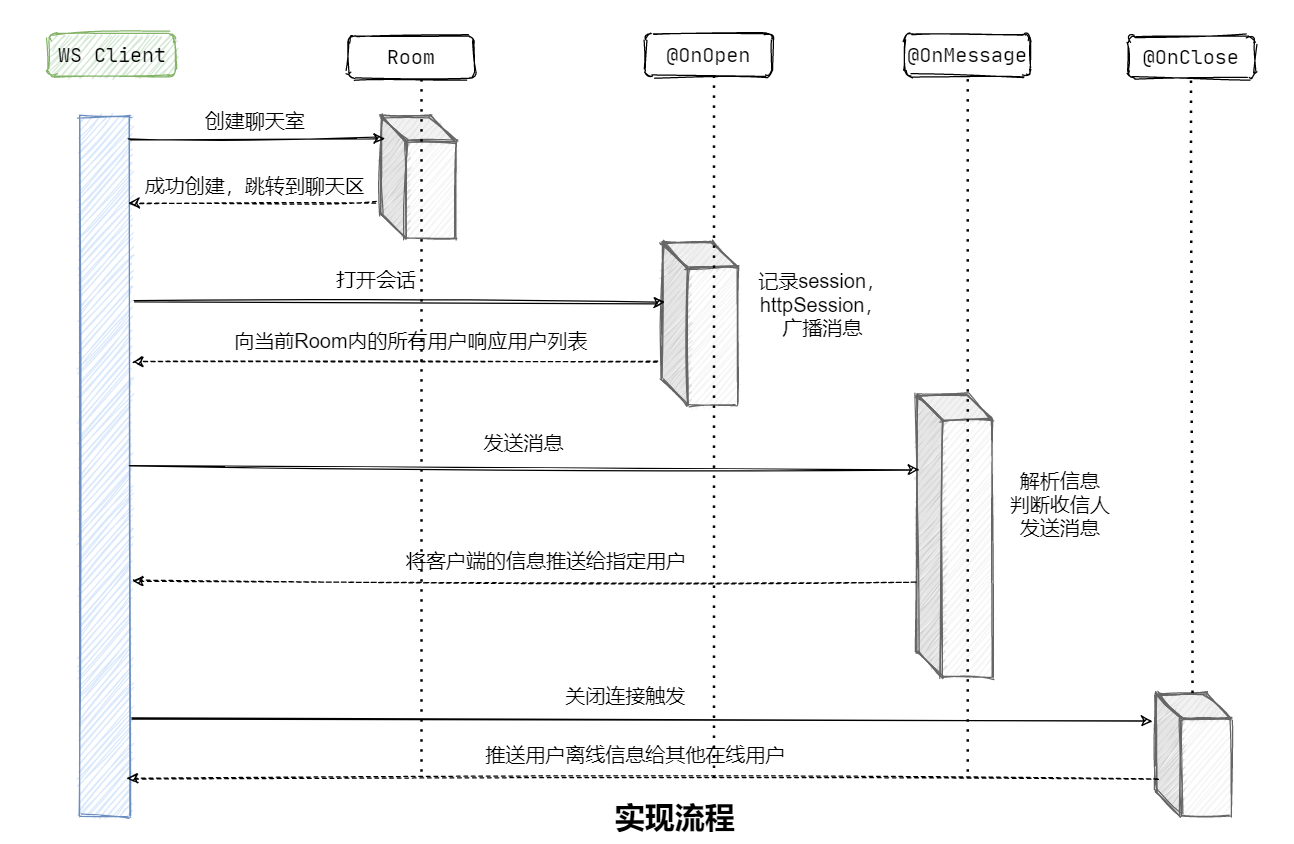 WS Client
Room
@OnOpen
@OnMessage
@OnClose
创建聊天室
成功创建，跳转到聊天区
打开会话
记录session，
httpSession，
广播消息
向当前Room内的所有用户响应用户列表
发送消息
解析信息
判断收信人
发送消息
将客户端的信息推送给指定用户
关闭连接触发
推送用户离线信息给其他在线用户
实现流程